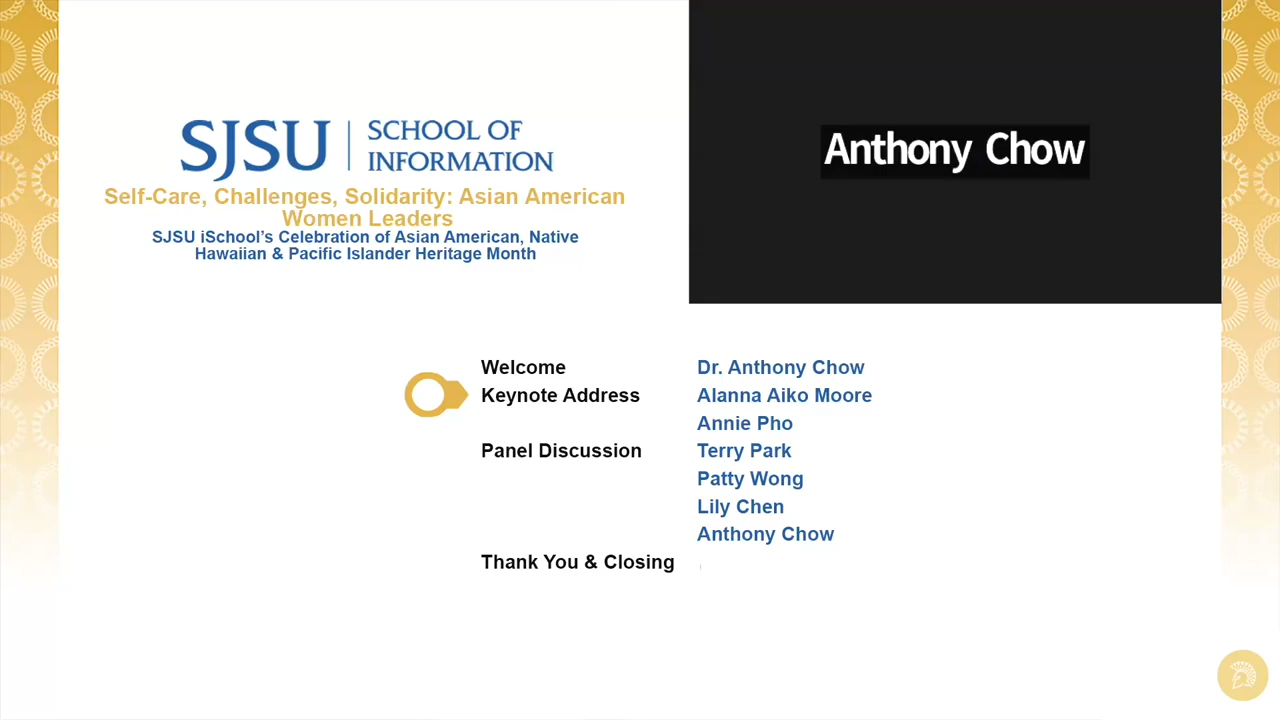 SJSU | SCHOOL OF
INFORMATION
Self-Care, Challenges, Solidarity: Asian American
Women Leaders
SJSU iSchool's Celebration of Asian American, Native
Hawaiian & Pacific Islander Heritage Month
Anthony Chow
Welcome Dr. Anthony Chow
Keynote Address Alanna Aiko Moore
Annie Pho
Panel Discussion Terry Park
Patty Wong
Lily Chen
Anthony Chow
Thank You & Closing